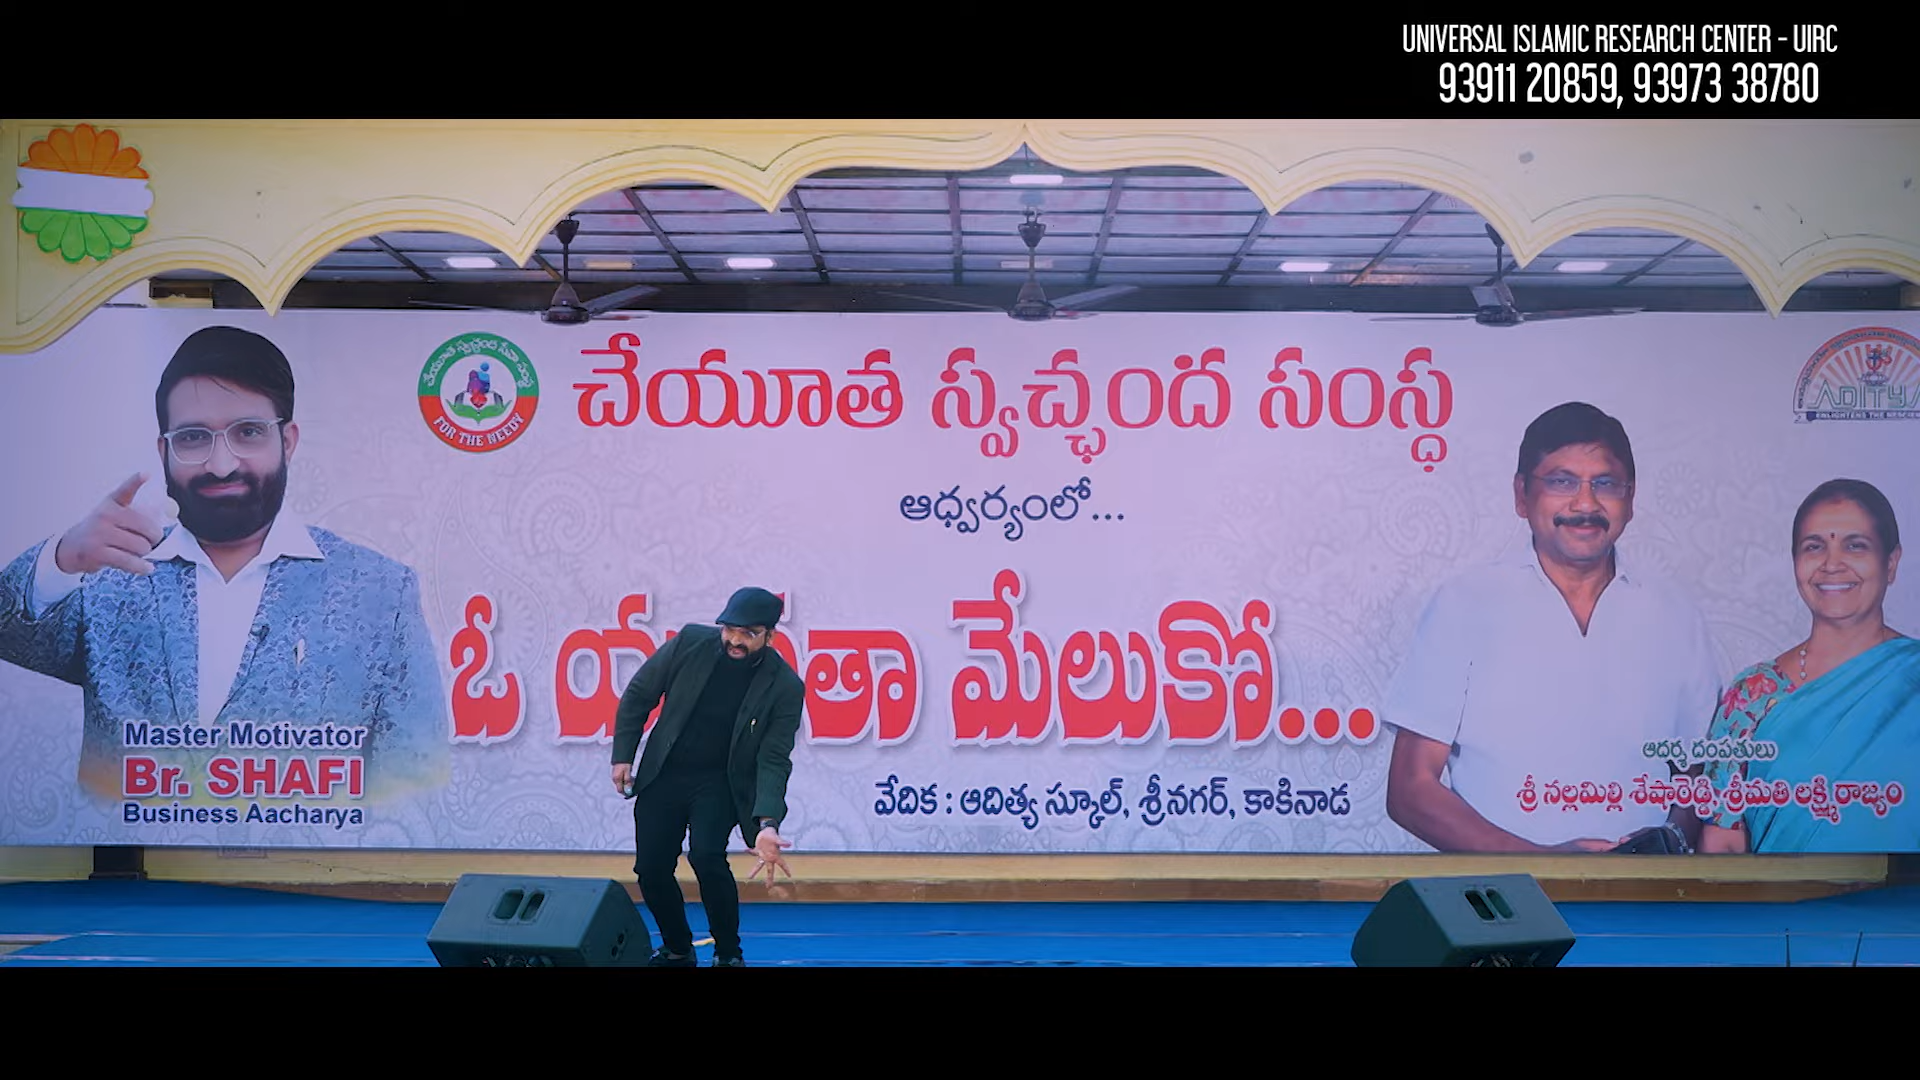 UNIVERSAL ISLAMIC RESEARCH CENTER - UIRC
93911 20859, 93973 38780
చేయూత స్వచ్ఛంద సంస్థ
FOR THE NEEDY
ADITYA
ఆధ్వర్యంలో...
ఓ మేలుకో...
Master Motivator
Br. SHAFI
Business Aacharya
వేదిక : ఆదిత్య స్కూల్, శ్రీనగర్, కాకినాడ
ఆదర్శ దంపతులు
శ్రీ నల్లమిల్లి శేషారెడ్డి, శ్రీమతి లక్ష్మిరాజ్యం